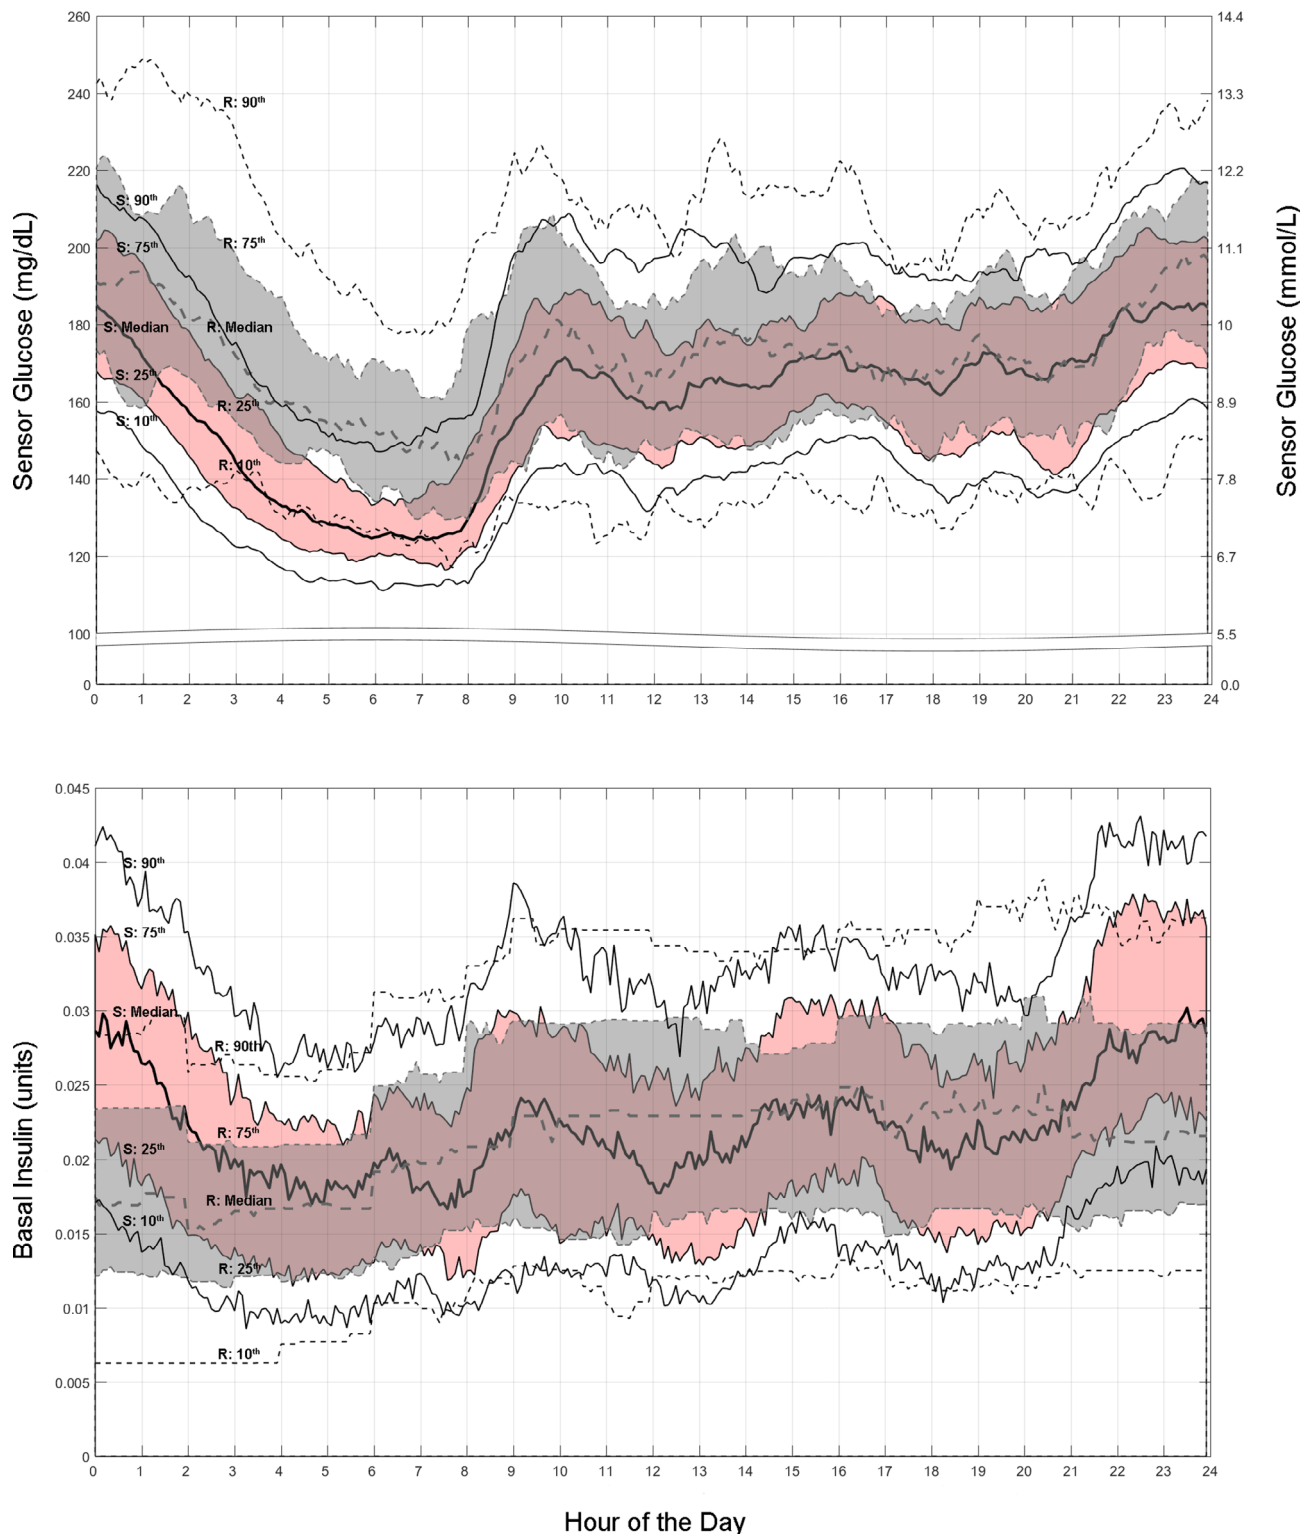 260
240
220
200
180
160
140
120
100
0
14.4
13.3
12.2
11.1
10
8.9
7.8
6.7
5.5
0.0
Sensor Glucose (mg/dL)
Sensor Glucose (mmol/L)
R: 90th
S: 90th
R: 75th
S: 75th
S: Median
R: Median
S: 25th
R: 25th
S: 10th
R: 10th
0 1 2 3 4 5 6 7 8 9 10 11 12 13 14 15 16 17 18 19 20 21 22 23 24
0.045
0.04
0.035
0.03
0.025
0.02
0.015
0.01
0.005
0
Basal Insulin (units)
S: 90th
S: 75th
S: Median
R: 90th
R: 75th
S: 25th
R: Median
S: 10th
R: 25th
R: 10th
0 1 2 3 4 5 6 7 8 9 10 11 12 13 14 15 16 17 18 19 20 21 22 23 24
Hour of the Day